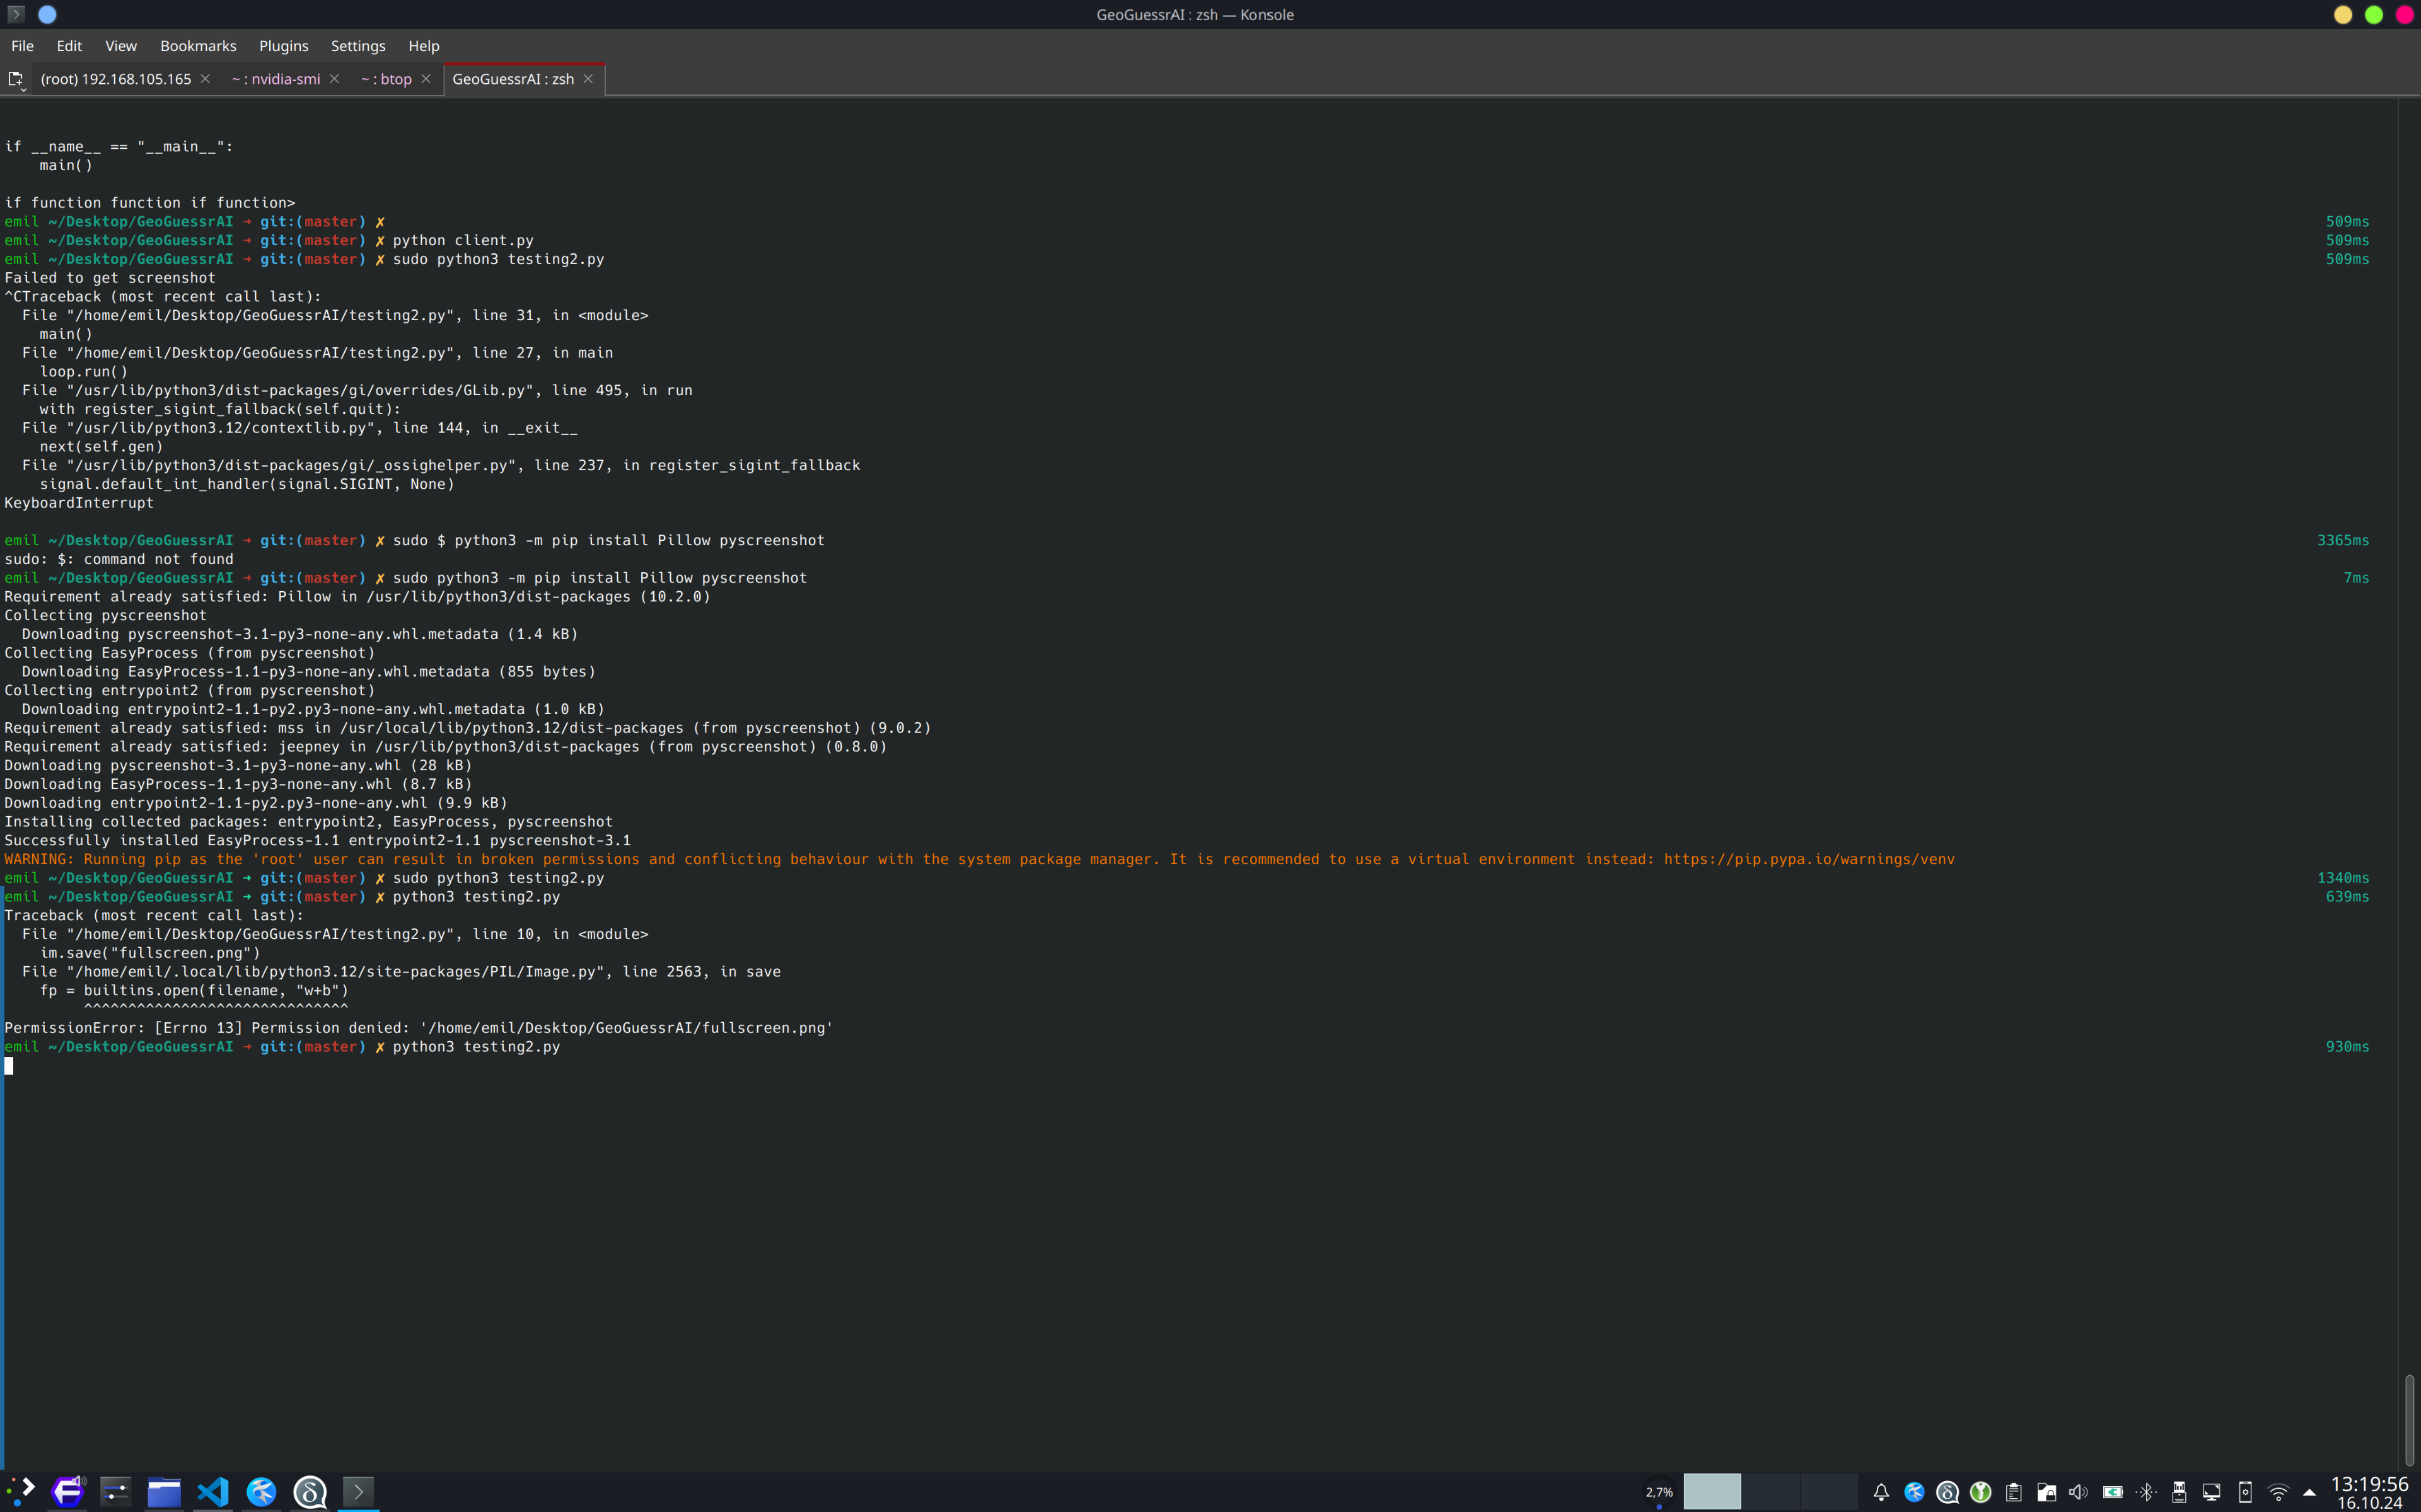 GeoGuessrAI : zsh — Konsole
File Edit View Bookmarks Plugins Settings Help
(root) 192.168.105.165 ~ : nvidia-smi ~ : btop GeoGuessrAI : zsh
if __name__ == "__main__":
    main()
if function function if function>
emil ~/Desktop/GeoGuessrAI → git:(master) ✗ 509ms
emil ~/Desktop/GeoGuessrAI → git:(master) ✗ python client.py 509ms
emil ~/Desktop/GeoGuessrAI → git:(master) ✗ sudo python3 testing2.py 509ms
Failed to get screenshot
^CTraceback (most recent call last):
  File "/home/emil/Desktop/GeoGuessrAI/testing2.py", line 31, in <module>
    main()
  File "/home/emil/Desktop/GeoGuessrAI/testing2.py", line 27, in main
    loop.run()
  File "/usr/lib/python3/dist-packages/gi/overrides/GLib.py", line 495, in run
    with register_sigint_fallback(self.quit):
  File "/usr/lib/python3.12/contextlib.py", line 144, in __exit__
    next(self.gen)
  File "/usr/lib/python3/dist-packages/gi/_ossighelper.py", line 237, in register_sigint_fallback
    signal.default_int_handler(signal.SIGINT, None)
KeyboardInterrupt
emil ~/Desktop/GeoGuessrAI → git:(master) ✗ sudo $ python3 -m pip install Pillow pyscreenshot 3365ms
sudo: $: command not found
emil ~/Desktop/GeoGuessrAI → git:(master) ✗ sudo python3 -m pip install Pillow pyscreenshot 7ms
Requirement already satisfied: Pillow in /usr/lib/python3/dist-packages (10.2.0)
Collecting pyscreenshot
  Downloading pyscreenshot-3.1-py3-none-any.whl.metadata (1.4 kB)
Collecting EasyProcess (from pyscreenshot)
  Downloading EasyProcess-1.1-py3-none-any.whl.metadata (855 bytes)
Collecting entrypoint2 (from pyscreenshot)
  Downloading entrypoint2-1.1-py2.py3-none-any.whl.metadata (1.0 kB)
Requirement already satisfied: mss in /usr/local/lib/python3.12/dist-packages (from pyscreenshot) (9.0.2)
Requirement already satisfied: jeepney in /usr/lib/python3/dist-packages (from pyscreenshot) (0.8.0)
Downloading pyscreenshot-3.1-py3-none-any.whl (28 kB)
Downloading EasyProcess-1.1-py3-none-any.whl (8.7 kB)
Downloading entrypoint2-1.1-py2.py3-none-any.whl (9.9 kB)
Installing collected packages: entrypoint2, EasyProcess, pyscreenshot
Successfully installed EasyProcess-1.1 entrypoint2-1.1 pyscreenshot-3.1
WARNING: Running pip as the 'root' user can result in broken permissions and conflicting behaviour with the system package manager. It is recommended to use a virtual environment instead: https://pip.pypa.io/warnings/venv
emil ~/Desktop/GeoGuessrAI → git:(master) ✗ sudo python3 testing2.py 1340ms
emil ~/Desktop/GeoGuessrAI → git:(master) ✗ python3 testing2.py 639ms
Traceback (most recent call last):
  File "/home/emil/Desktop/GeoGuessrAI/testing2.py", line 10, in <module>
    im.save("fullscreen.png")
  File "/home/emil/.local/lib/python3.12/site-packages/PIL/Image.py", line 2563, in save
    fp = builtins.open(filename, "w+b")
         ^^^^^^^^^^^^^^^^^^^^^^^^^^^^^^
PermissionError: [Errno 13] Permission denied: '/home/emil/Desktop/GeoGuessrAI/fullscreen.png'
emil ~/Desktop/GeoGuessrAI → git:(master) ✗ python3 testing2.py 930ms
2,7%
13:19:56
16.10.24